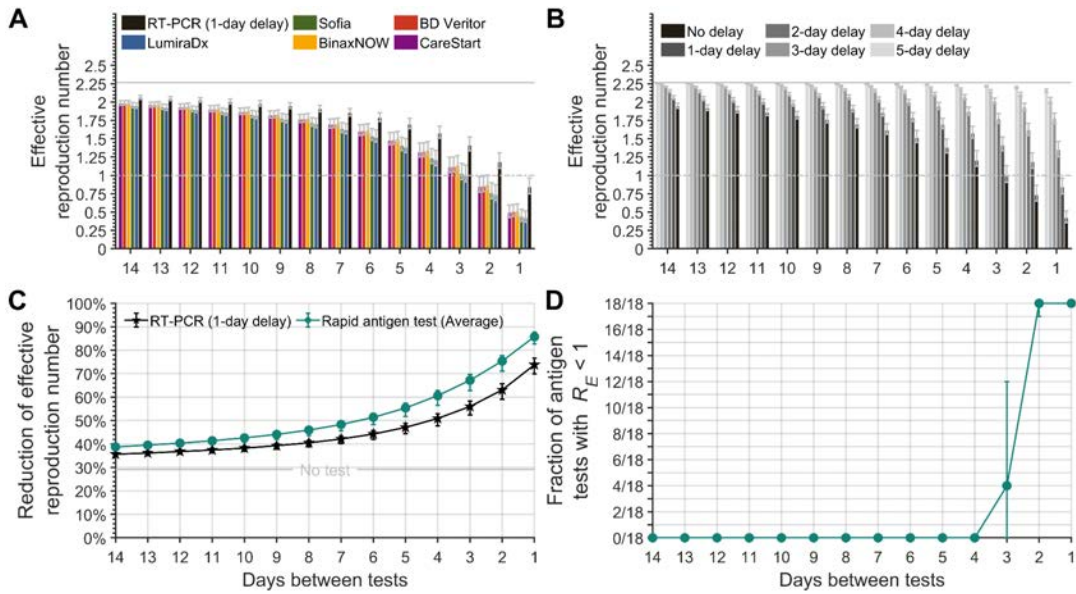 A
RT-PCR (1-day delay) Sofia BD Veritor
LumiraDx BinaxNOW CareStart
Effective
reproduction number
2.5
2.25
2
1.75
1.5
1.25
1
0.75
0.5
0.25
0
14 13 12 11 10 9 8 7 6 5 4 3 2 1
B
No delay 2-day delay 4-day delay
1-day delay 3-day delay 5-day delay
Effective
reproduction number
2.5
2.25
2
1.75
1.5
1.25
1
0.75
0.5
0.25
0
14 13 12 11 10 9 8 7 6 5 4 3 2 1
C
RT-PCR (1-day delay) Rapid antigen test (Average)
Reduction of effective
reproduction number
100%
90%
80%
70%
60%
50%
40%
30%
20%
10%
0%
No test
14 13 12 11 10 9 8 7 6 5 4 3 2 1
Days between tests
D
Fraction of antigen
tests with R_E < 1
18/18
16/18
14/18
12/18
10/18
8/18
6/18
4/18
2/18
0/18
14 13 12 11 10 9 8 7 6 5 4 3 2 1
Days between tests